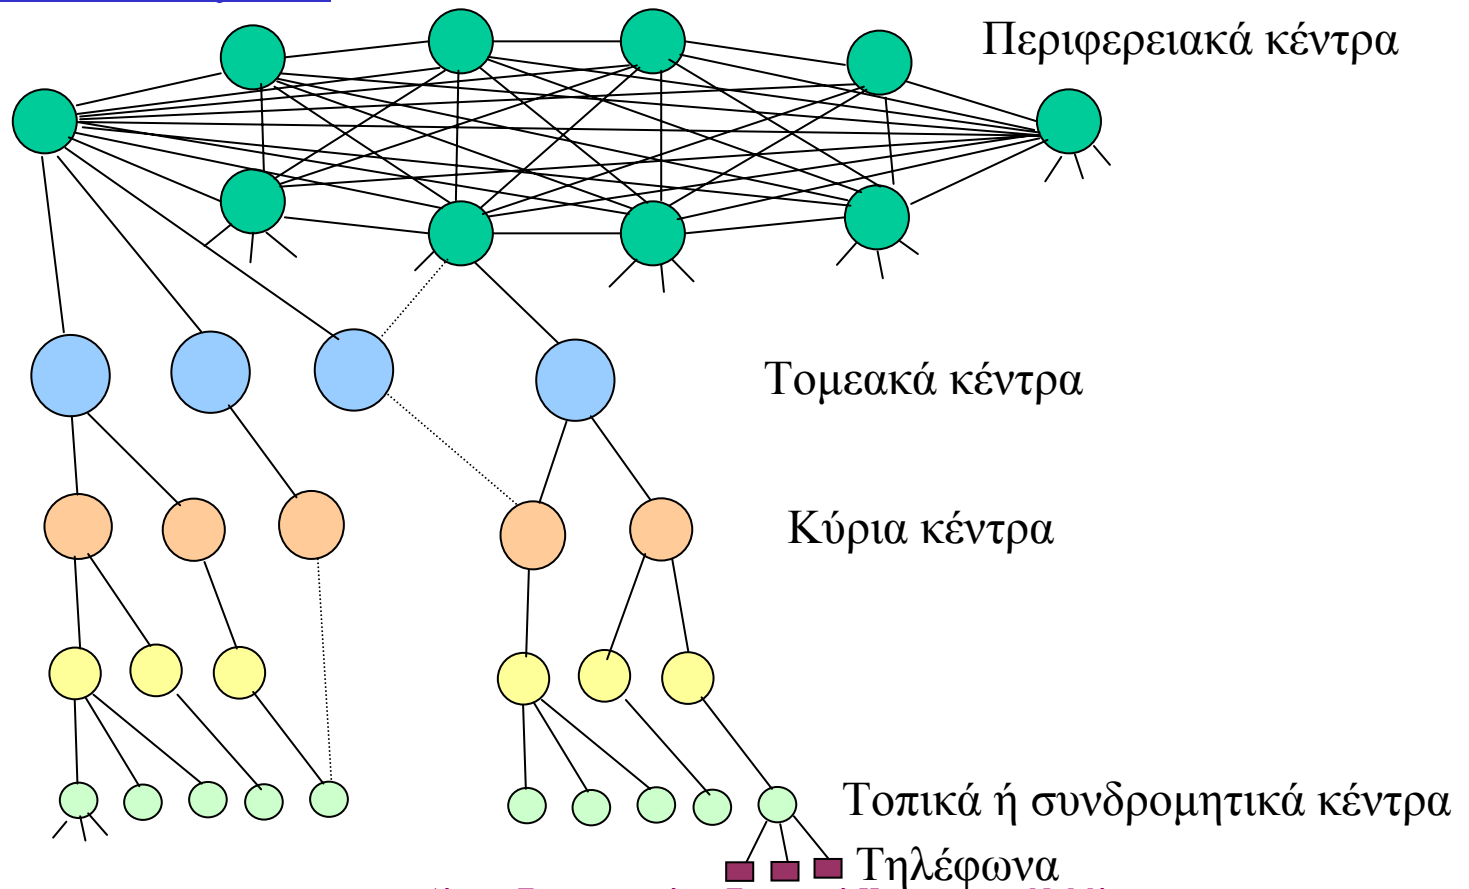 Περιφερειακά κέντρα
Τομεακά κέντρα
Κύρια κέντρα
Τοπικά ή συνδρομητικά κέντρα
Τηλέφωνα